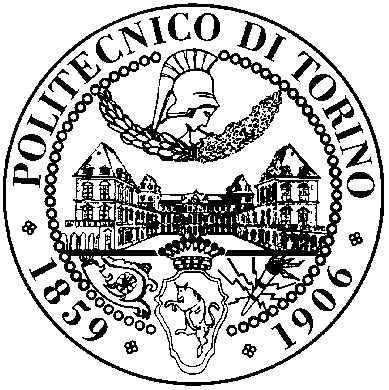 POLITECNICO DI TORINO
1859
1906